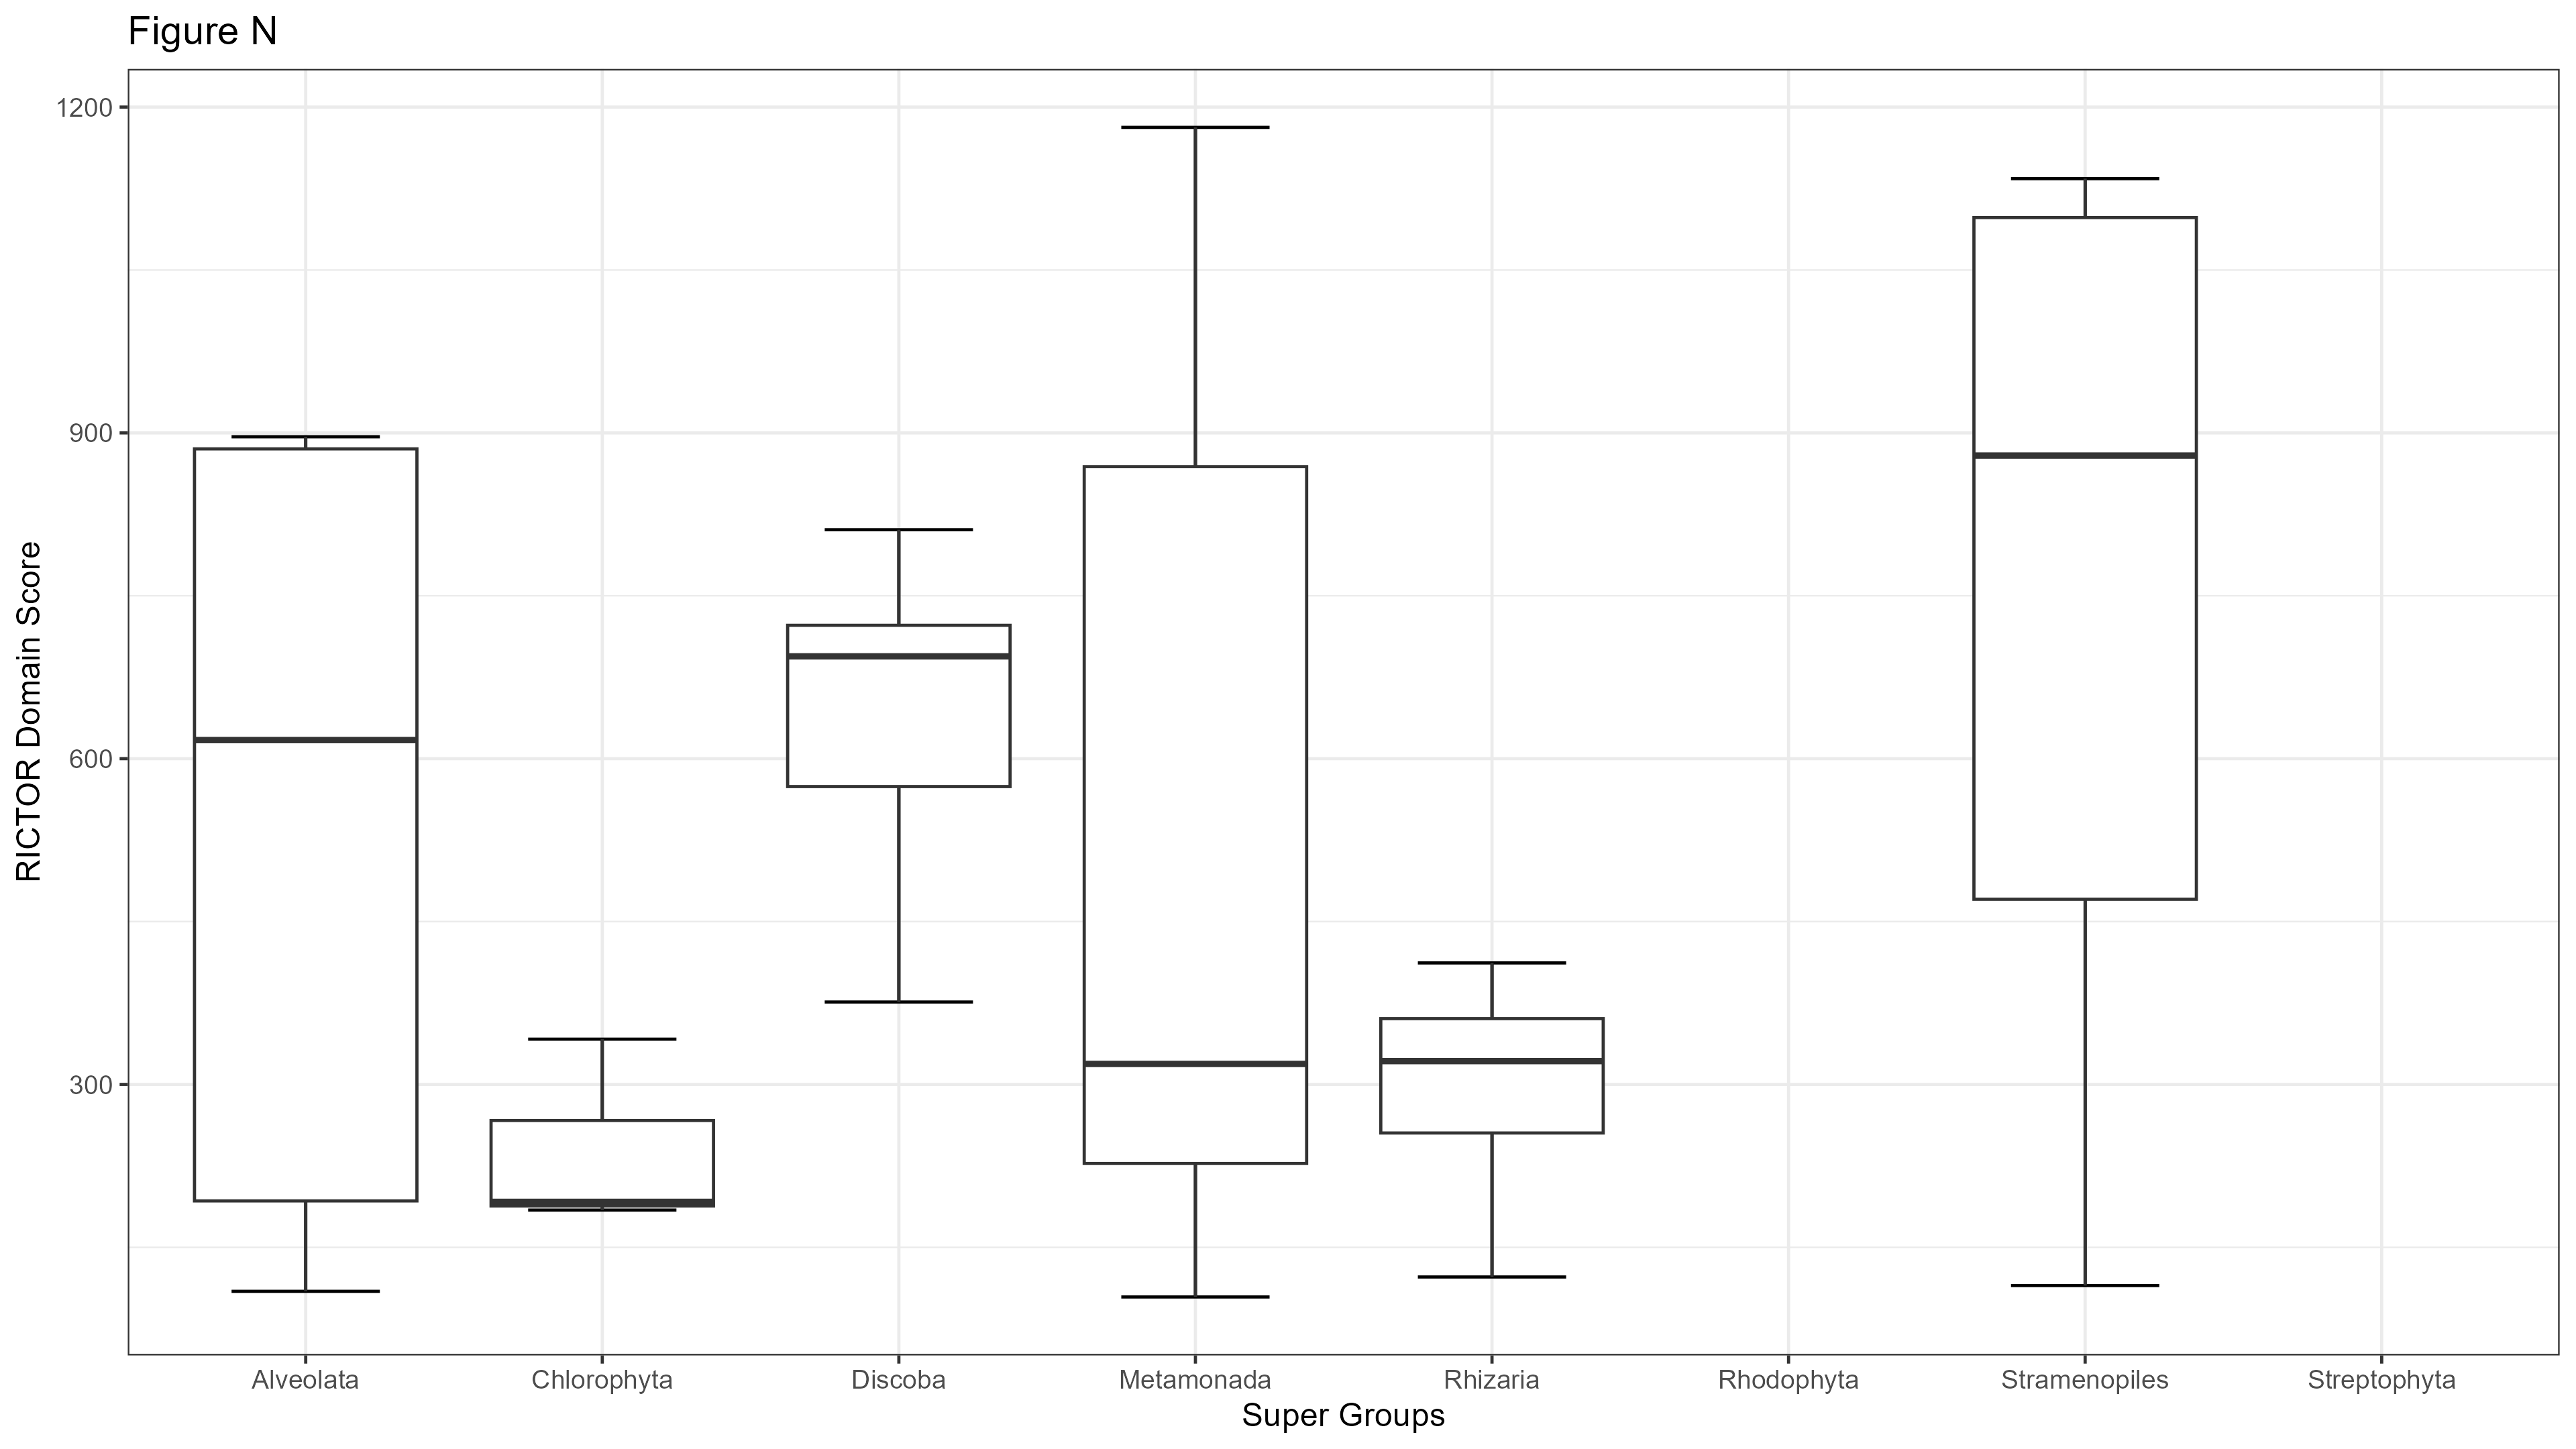 Figure N
RICTOR Domain Score
1200
900
600
300
Alveolata Chlorophyta Discoba Metamonada Rhizaria Rhodophyta Stramenopiles Streptophyta
Super Groups